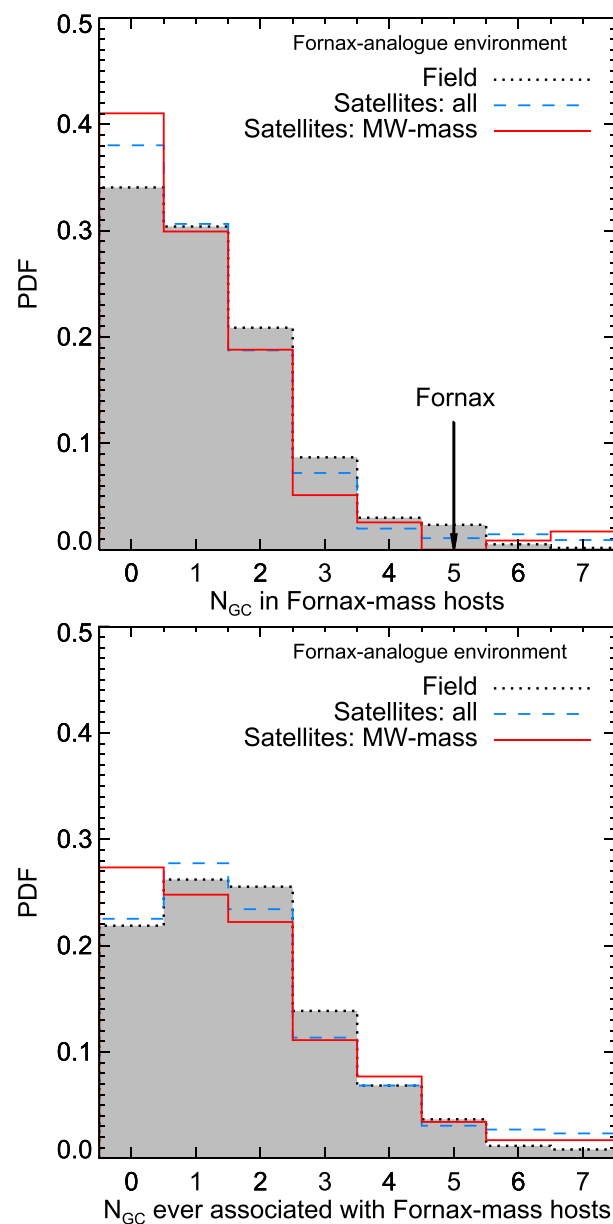 0.5
Fornax-analogue environment
Field
Satellites: all
Satellites: MW-mass
0.4
0.3
PDF
0.2
Fornax
0.1
0.0
0 1 2 3 4 5 6 7
N_GC in Fornax-mass hosts
0.5
Fornax-analogue environment
Field
Satellites: all
Satellites: MW-mass
0.4
0.3
PDF
0.2
0.1
0.0
0 1 2 3 4 5 6 7
N_GC ever associated with Fornax-mass hosts